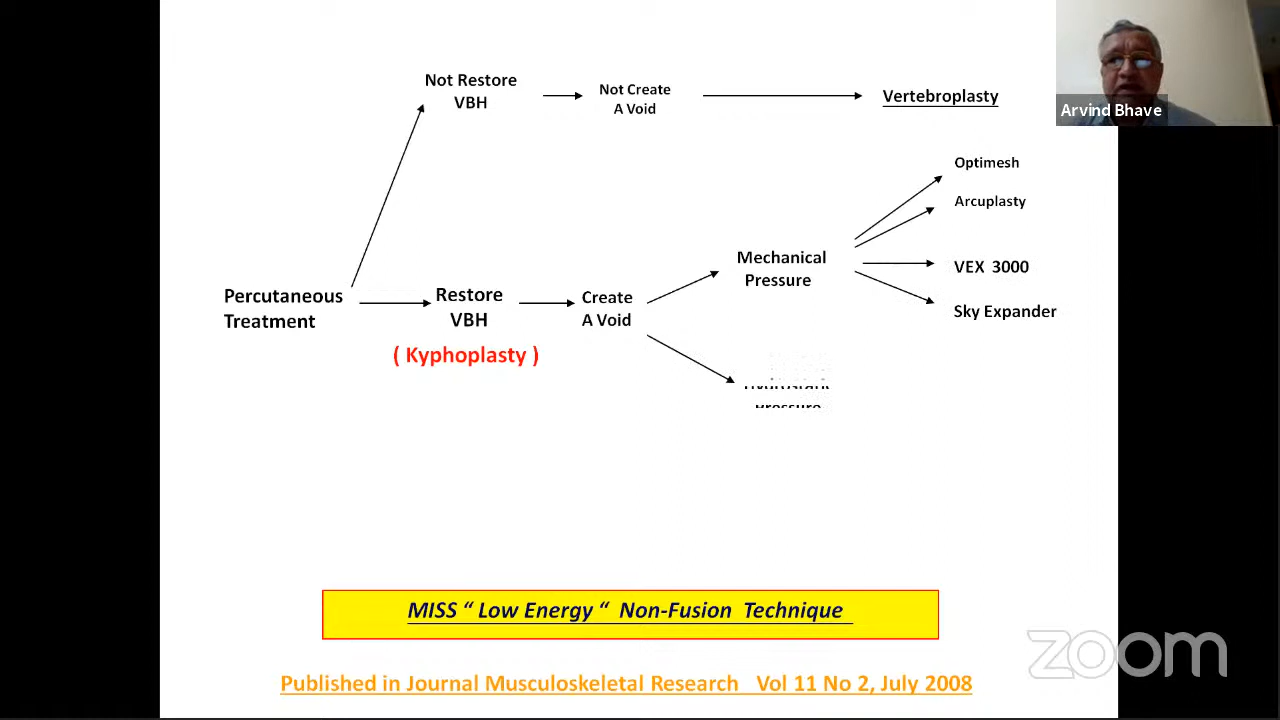 Not Restore
VBH
Not Create
A Void
Vertebroplasty
Arvind Bhave
Optimesh
Arcuplasty
VEX 3000
Sky Expander
Mechanical
Pressure
Percutaneous
Treatment
Restore
VBH
( Kyphoplasty )
Create
A Void
Pressure
MISS “ Low Energy “ Non-Fusion Technique
zoom
Published in Journal Musculoskeletal Research Vol 11 No 2, July 2008